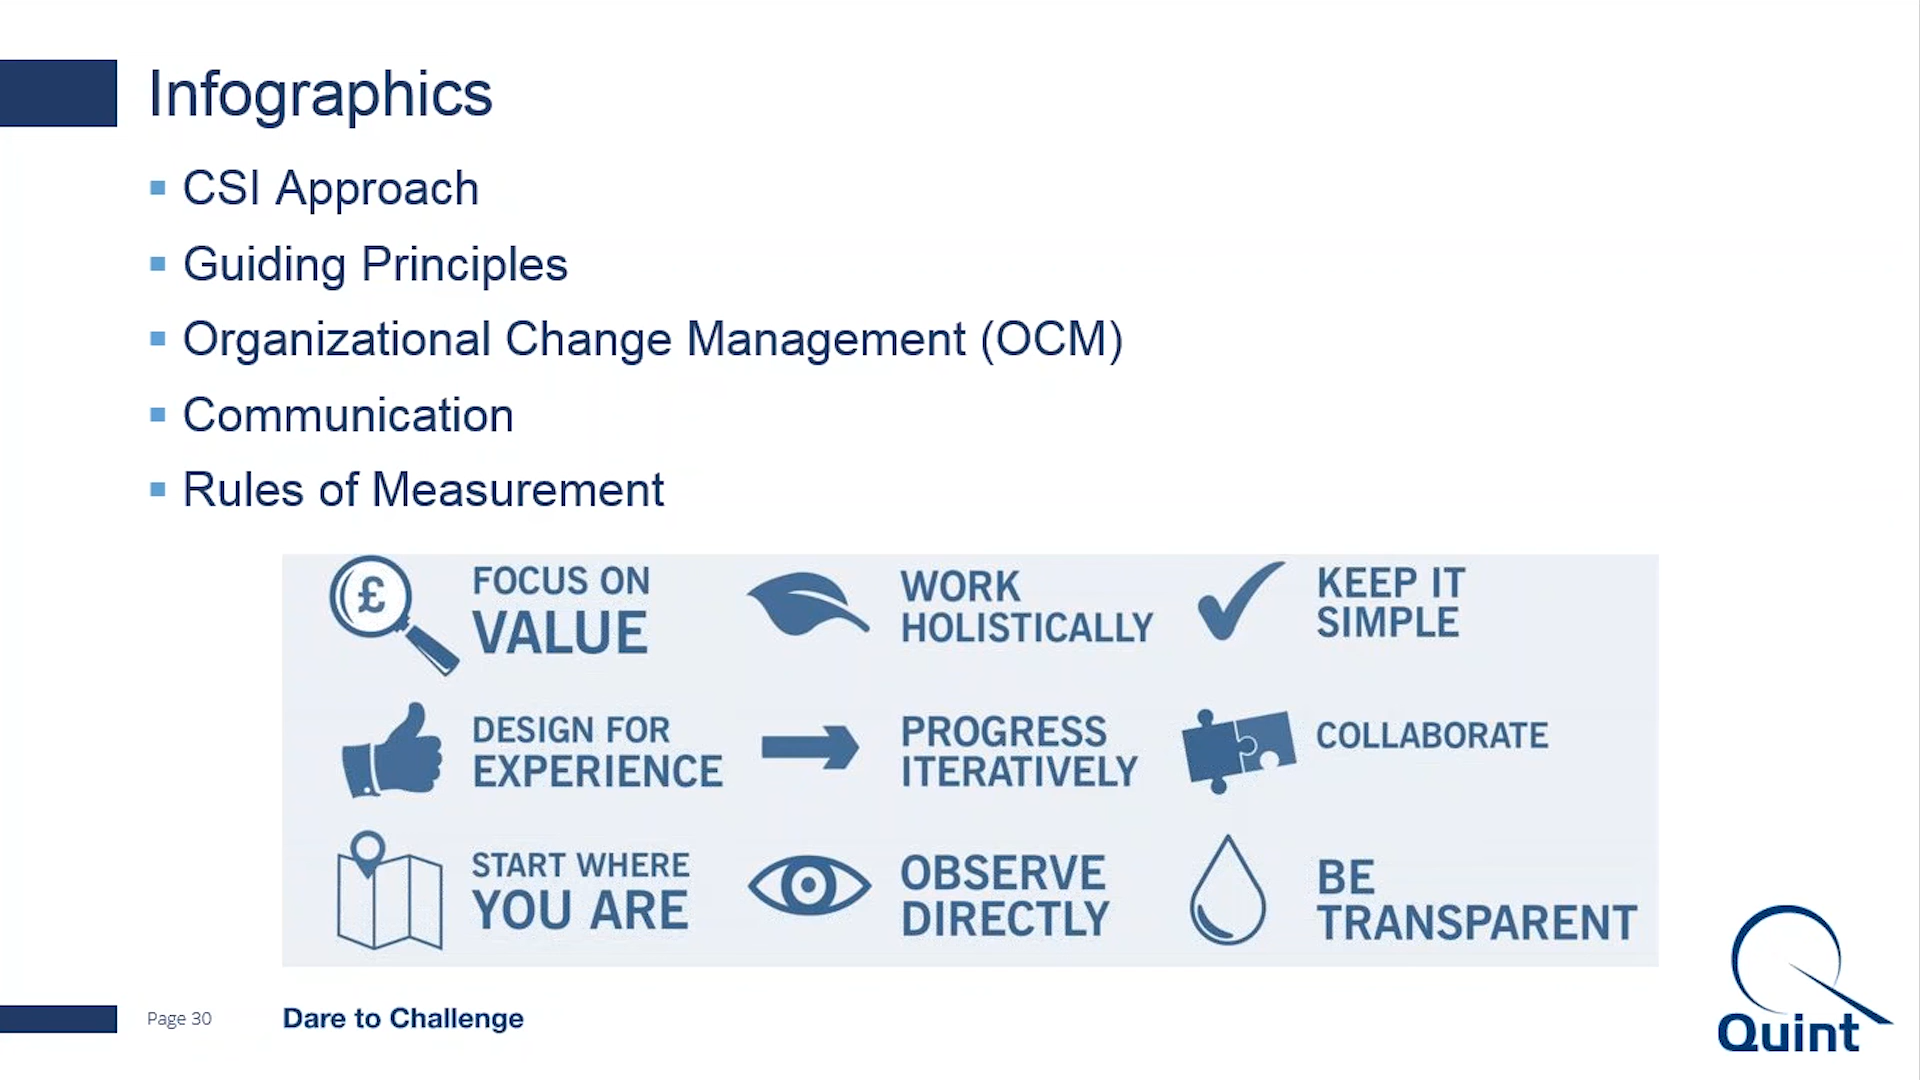 Infographics
CSI Approach
Guiding Principles
Organizational Change Management (OCM)
Communication
Rules of Measurement
£
FOCUS ON
VALUE
WORK
HOLISTICALLY
KEEP IT
SIMPLE
DESIGN FOR
EXPERIENCE
PROGRESS
ITERATIVELY
COLLABORATE
START WHERE
YOU ARE
OBSERVE
DIRECTLY
BE
TRANSPARENT
Page 30
Dare to Challenge
Quint